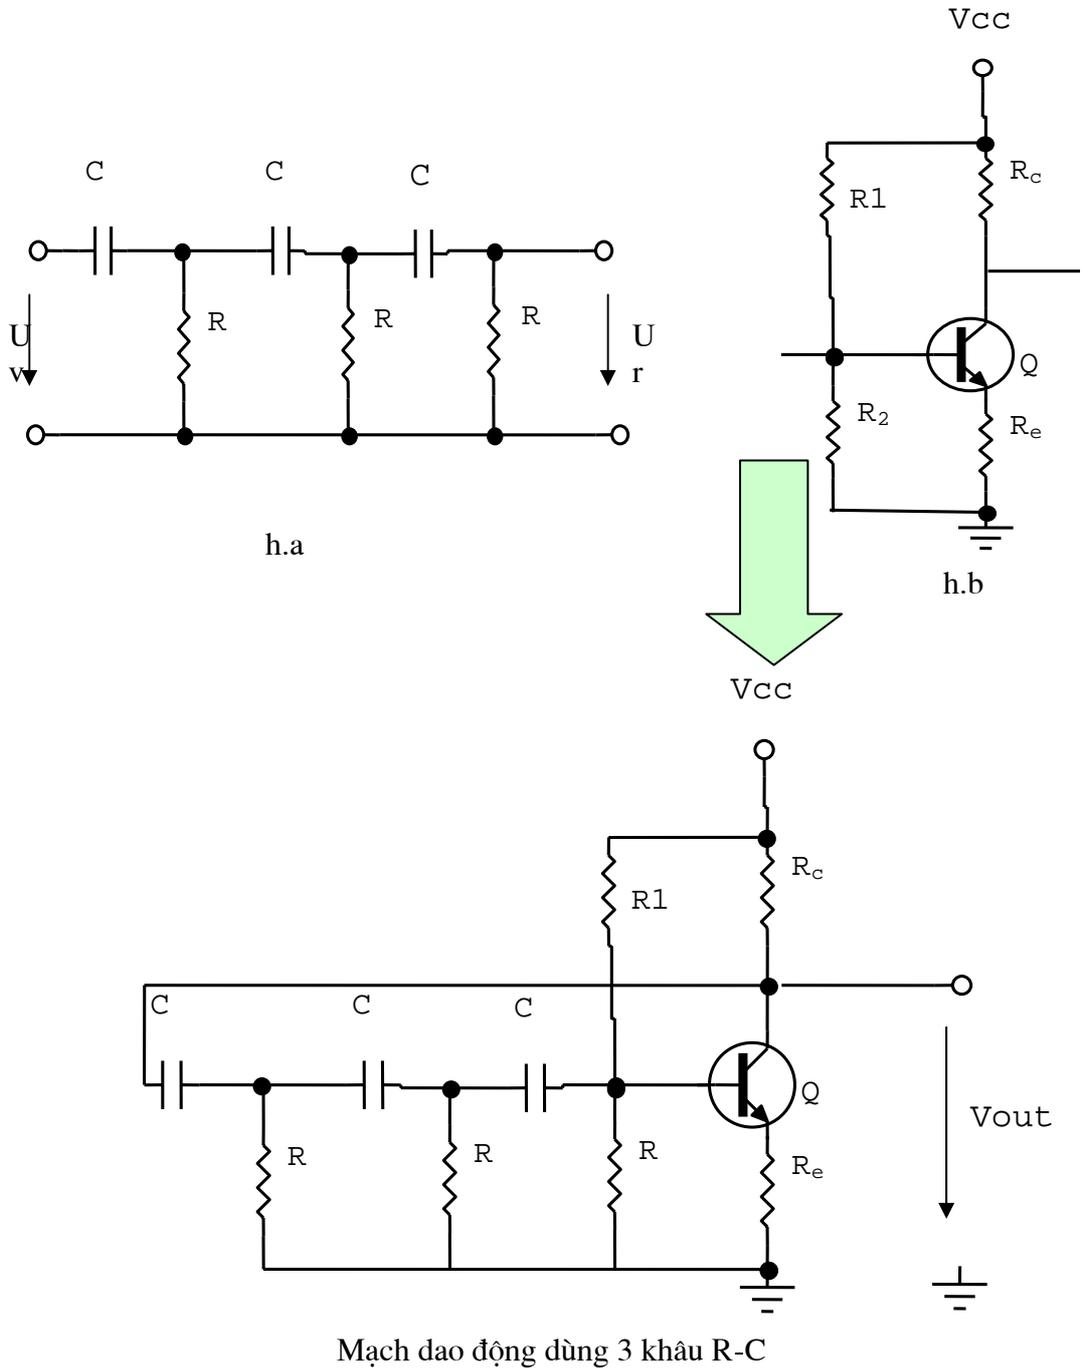 Vcc
C C C
Rc
R1
R R R
U
v
U
r
Q
R2
Re
h.a
h.b
Vcc
Rc
R1
C C C
Q
Vout
R R R
Re
Mạch dao động dùng 3 khâu R-C